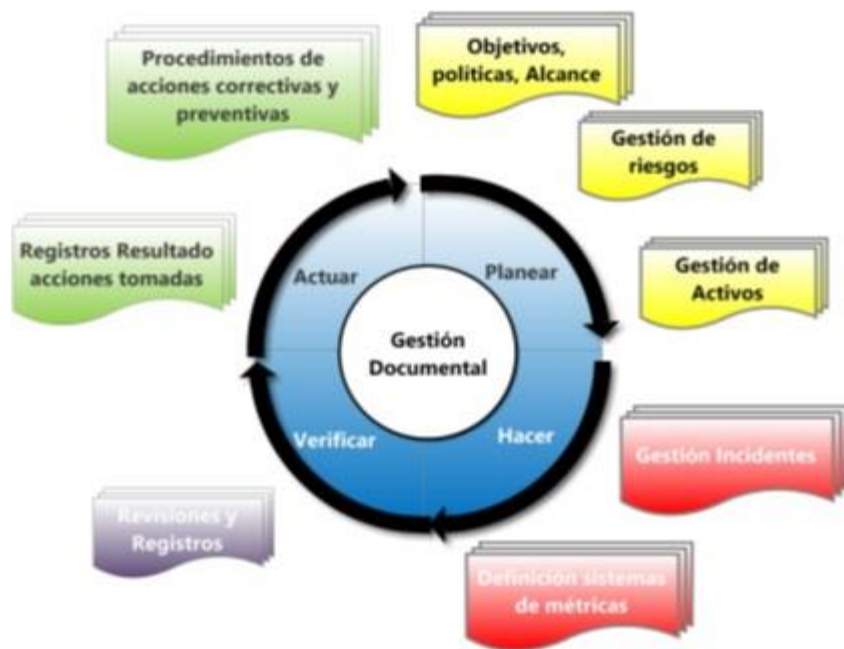 Procedimientos de
acciones correctivas y
preventivas
Objetivos,
políticas, Alcance
Gestión de
riesgos
Registros Resultado
acciones tomadas
Gestión de
Activos
Actuar
Planear
Gestión
Documental
Verificar
Hacer
Gestión Incidentes
Revisiones y
Registros
Definición sistemas
de métricas